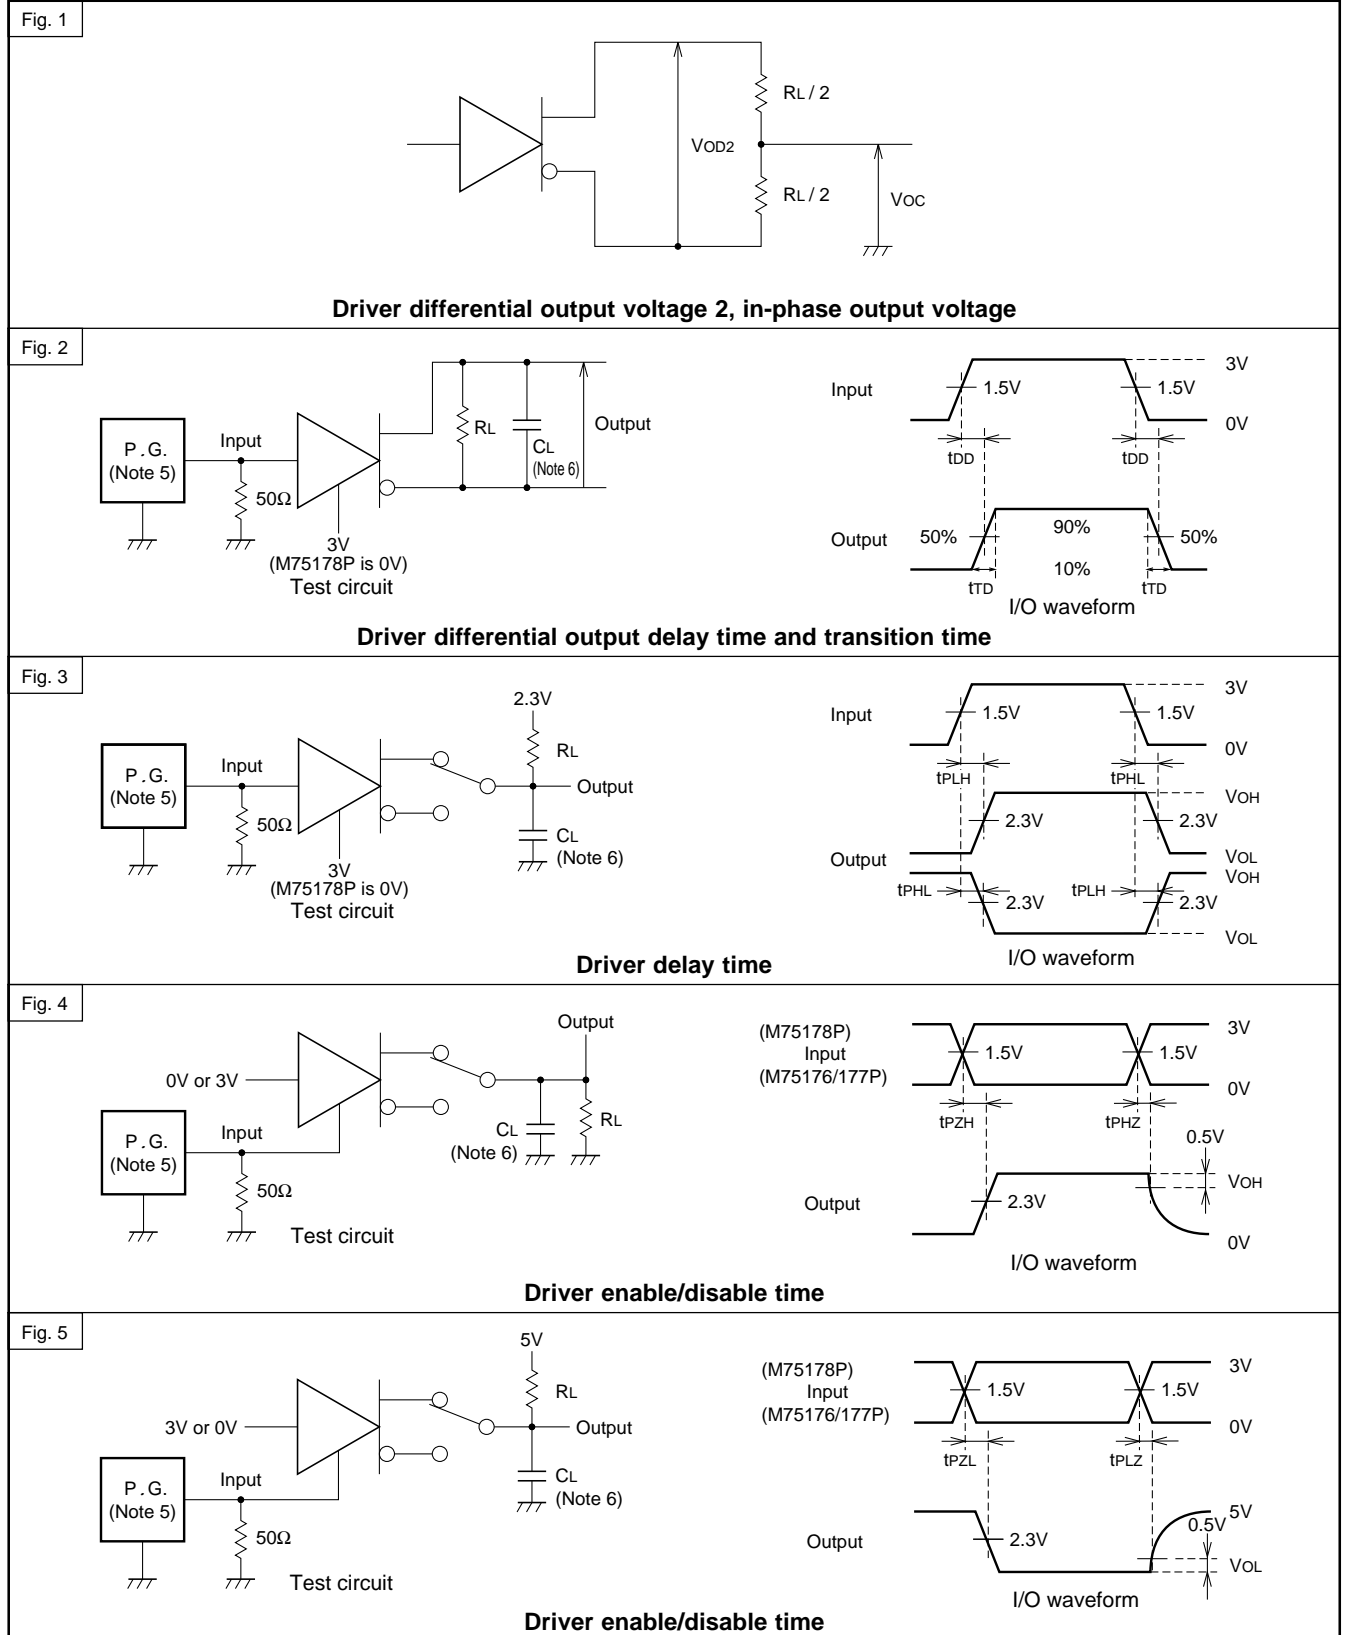 Fig. 1
RL / 2
VOD2
RL / 2
VOC
Driver differential output voltage 2, in-phase output voltage
Fig. 2
P . G.
(Note 5)
Input
50Ω
3V
(M75178P is 0V)
Test circuit
RL
CL
(Note 6)
Output
Input
1.5V
1.5V
3V
0V
tDD
tDD
Output
50%
90%
50%
10%
tTD
tTD
I/O waveform
Driver differential output delay time and transition time
Fig. 3
P . G.
(Note 5)
Input
50Ω
3V
(M75178P is 0V)
Test circuit
2.3V
RL
Output
CL
(Note 6)
Input
1.5V
1.5V
3V
0V
tPLH
tPHL
VOH
2.3V
2.3V
Output
VOL
VOH
tPHL
tPLH
2.3V
2.3V
VOL
I/O waveform
Driver delay time
Fig. 4
0V or 3V
P . G.
(Note 5)
Input
50Ω
Test circuit
Output
CL
(Note 6)
RL
(M75178P)
Input
(M75176/177P)
1.5V
1.5V
3V
0V
tPZH
tPHZ
0.5V
VOH
Output
2.3V
0V
I/O waveform
Driver enable/disable time
Fig. 5
3V or 0V
P . G.
(Note 5)
Input
50Ω
Test circuit
5V
RL
Output
CL
(Note 6)
(M75178P)
Input
(M75176/177P)
1.5V
1.5V
3V
0V
tPZL
tPLZ
5V
0.5V
Output
2.3V
VOL
I/O waveform
Driver enable/disable time